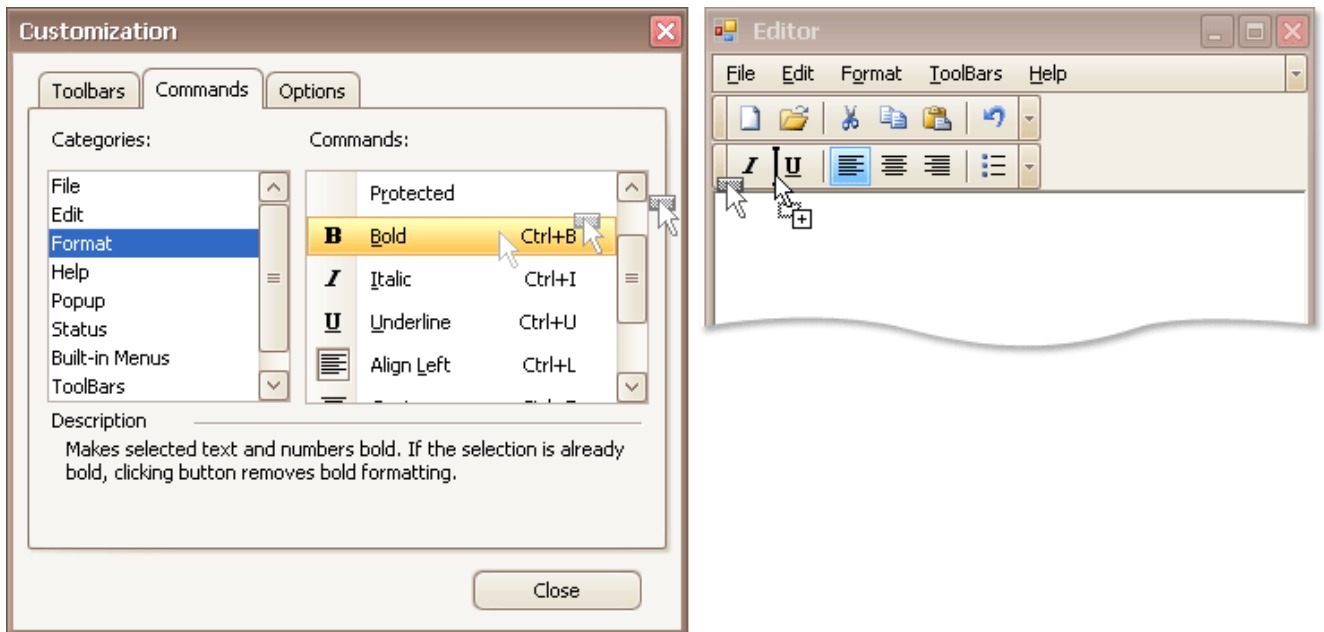 Customization
Toolbars Commands Options
Categories: Commands:
File
Edit
Format
Help
Popup
Status
Built-in Menus
ToolBars
Protected
B Bold Ctrl+B
I Italic Ctrl+I
U Underline Ctrl+U
Align Left Ctrl+L
Description
Makes selected text and numbers bold. If the selection is already
bold, clicking button removes bold formatting.
Close
Editor
File Edit Format ToolBars Help
I U